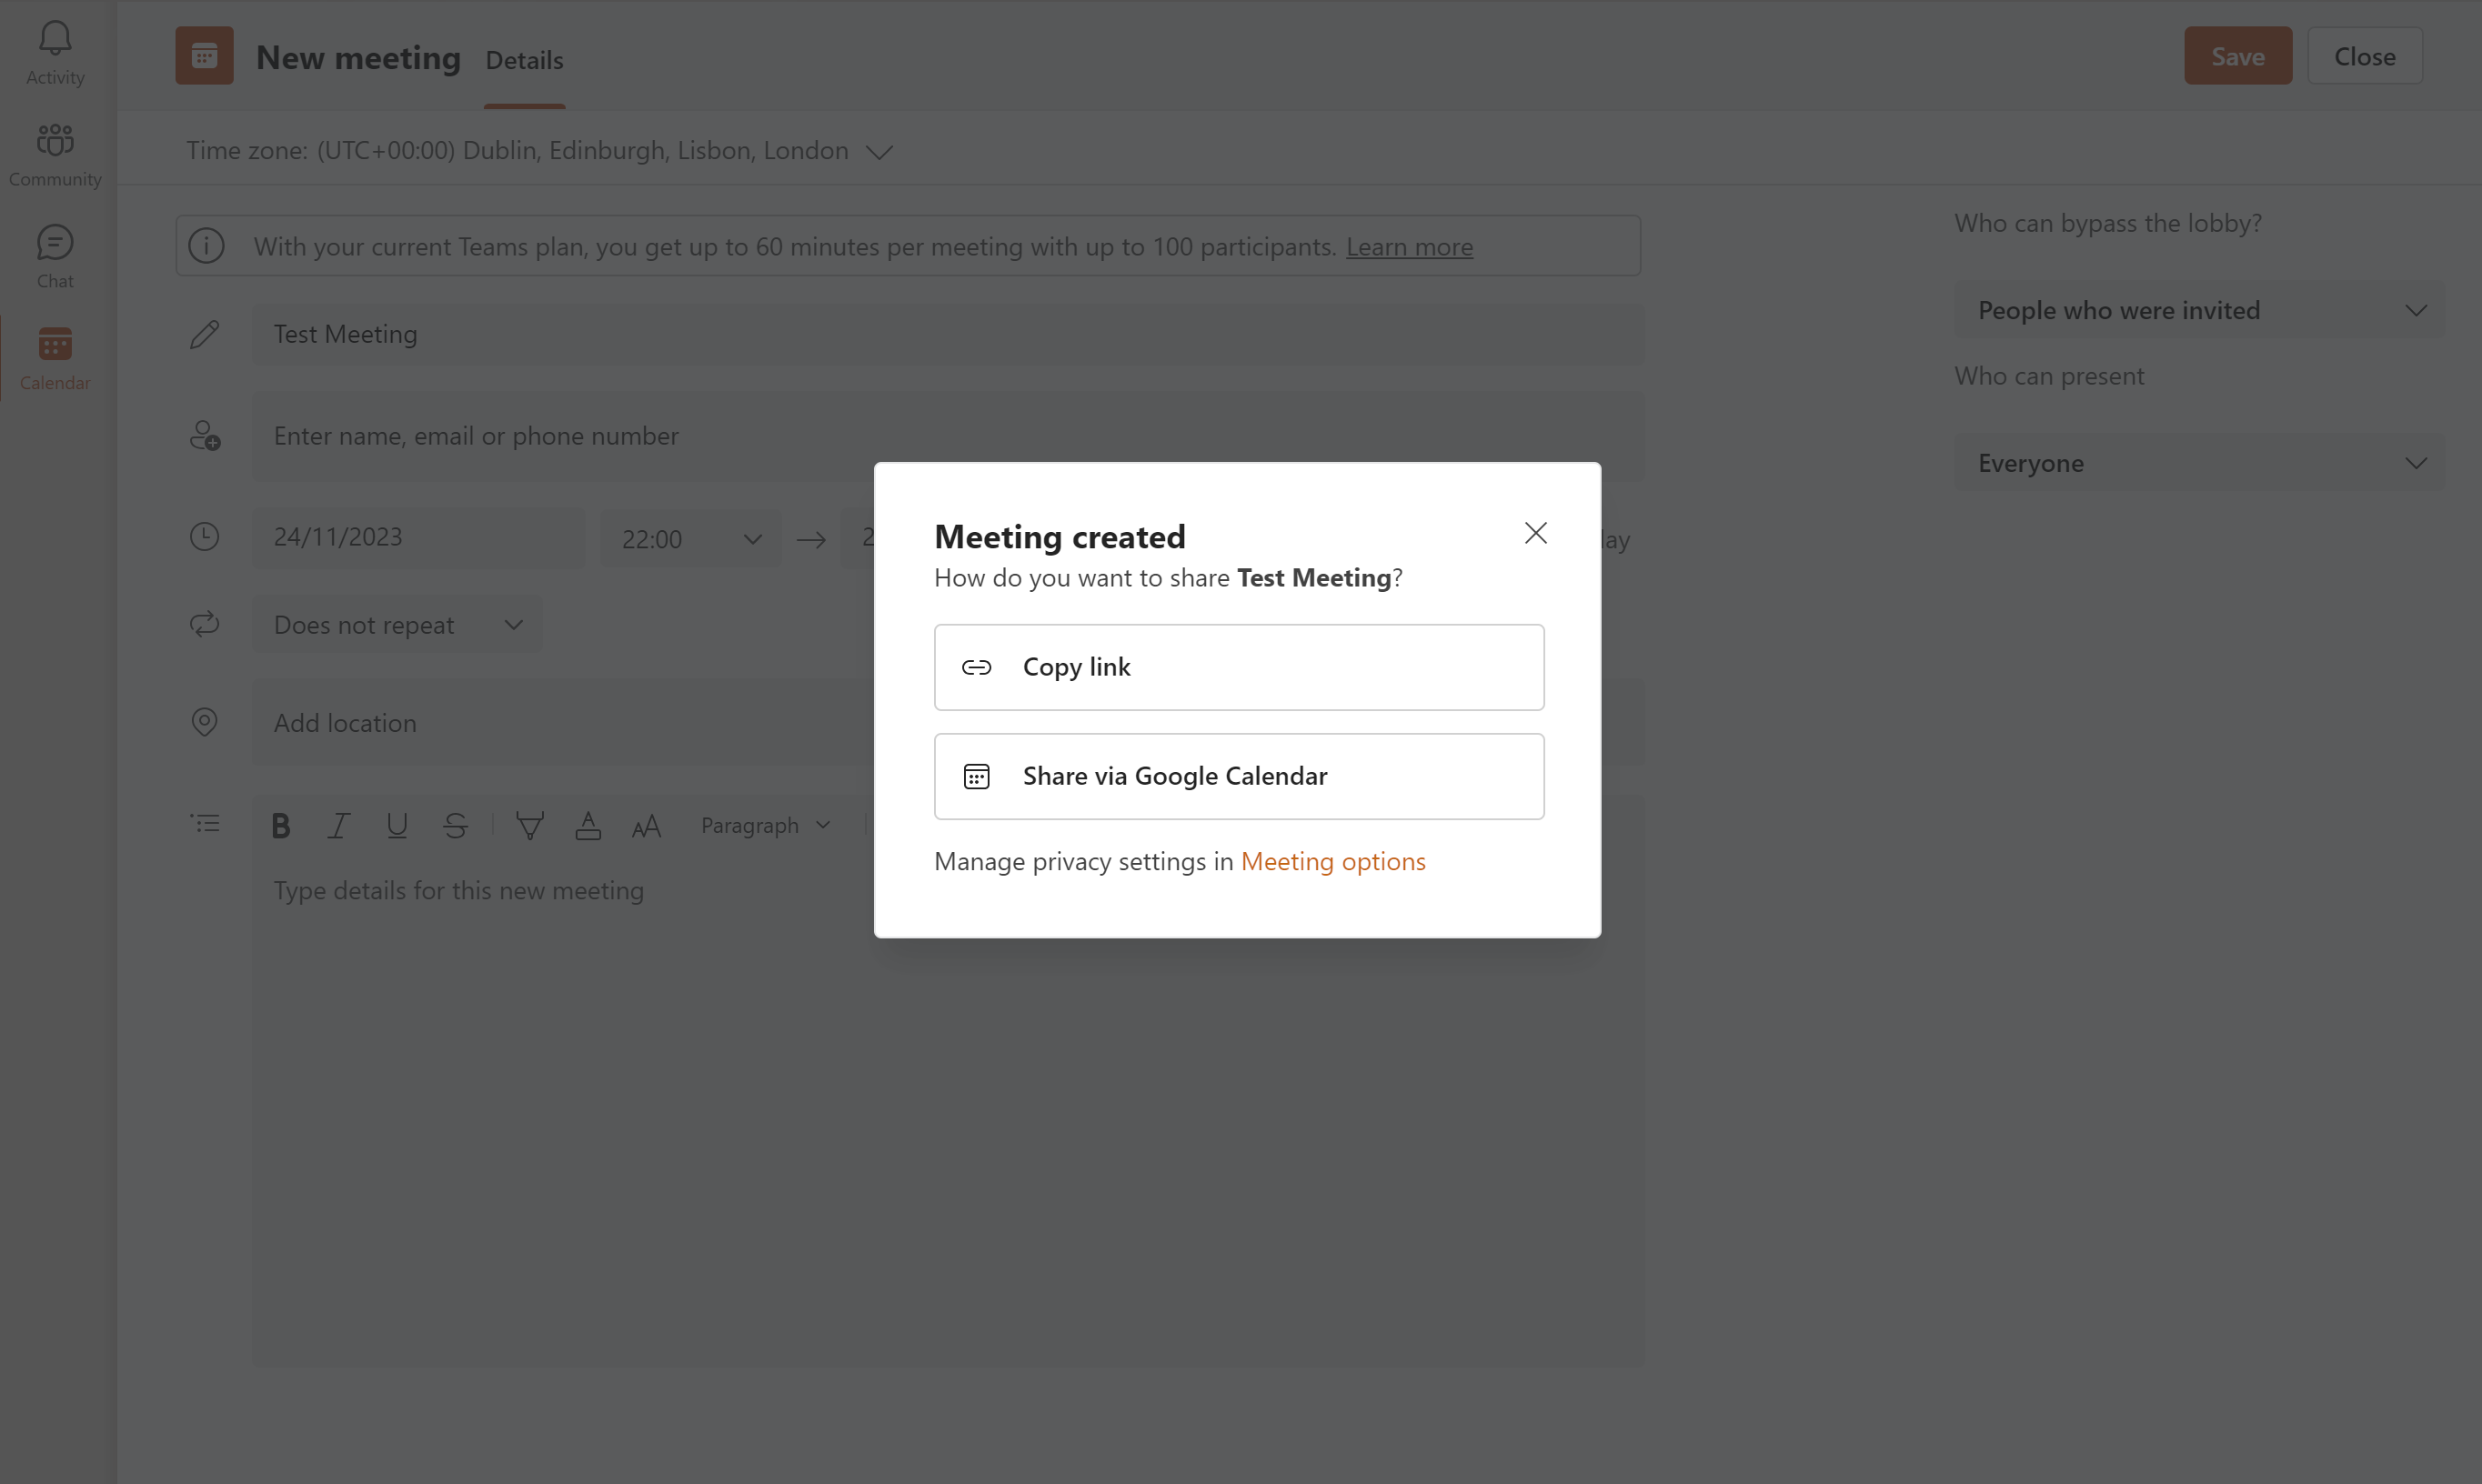 Activity
Community
Chat
Calendar
New meeting Details
Save Close
Time zone: (UTC+00:00) Dublin, Edinburgh, Lisbon, London
With your current Teams plan, you get up to 60 minutes per meeting with up to 100 participants. Learn more
Test Meeting
Enter name, email or phone number
24/11/2023 22:00
Does not repeat
Add location
B I U S A AA Paragraph
Type details for this new meeting
Meeting created
How do you want to share Test Meeting?
Copy link
Share via Google Calendar
Manage privacy settings in Meeting options
Who can bypass the lobby?
People who were invited
Who can present
Everyone